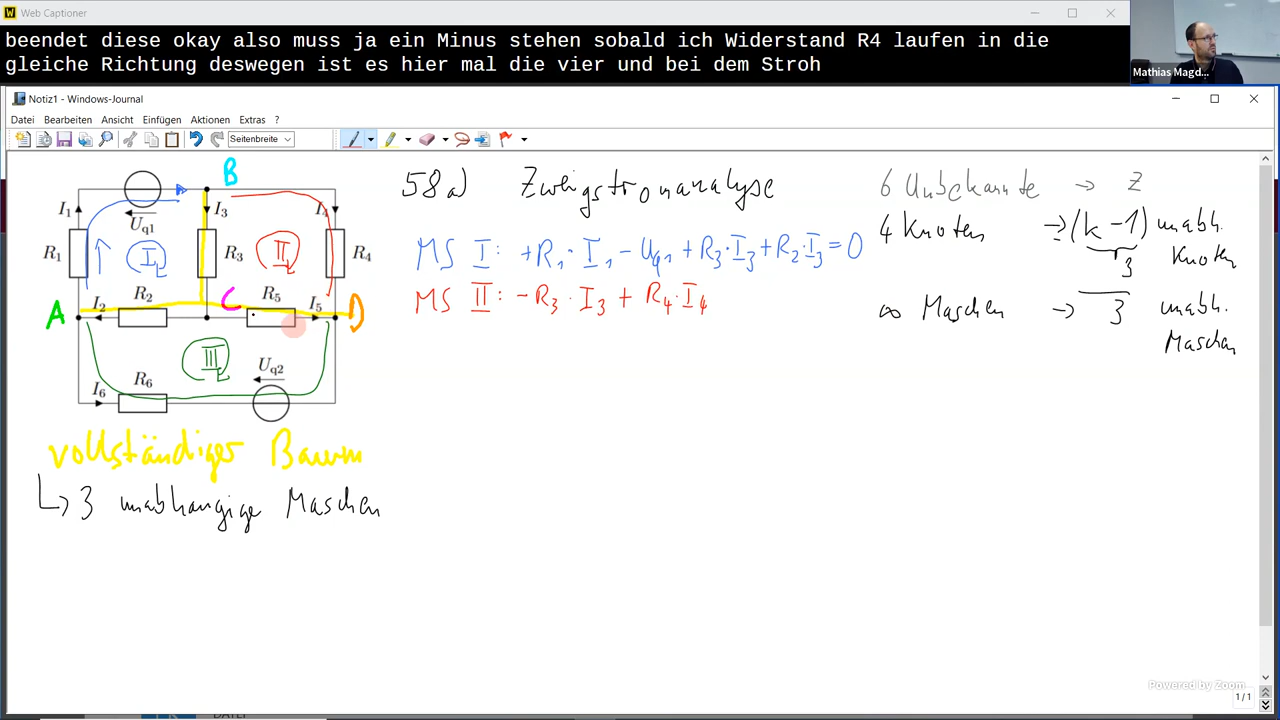 Web Captioner
beendet diese okay also muss ja ein Minus stehen sobald ich Widerstand R4 laufen in die
gleiche Richtung deswegen ist es hier mal die vier und bei dem Stroh
Mathias Magd...
Notiz1 - Windows-Journal
Datei Bearbeiten Ansicht Einfügen Aktionen Extras ?
Seitenbreite
B
I1
Uq1
I3
I4
R1
I
R3
II
R4
A
I2
R2
C
R5
I5
D
III
I6
R6
Uq2
vollständiger Baum
↳ 3 unabhängige Maschen
58a) Zweigstromanalyse
MS I: +R1·I1 - Uq1 + R3·I3 + R2·I3 = 0
MS II: -R3·I3 + R4·I4
6 Unbekannte → z
4 Knoten → (k-1) unabh.
3 Knoten
∞ Maschen → 3 unabh.
Maschen
Powered by Zoom
1/1